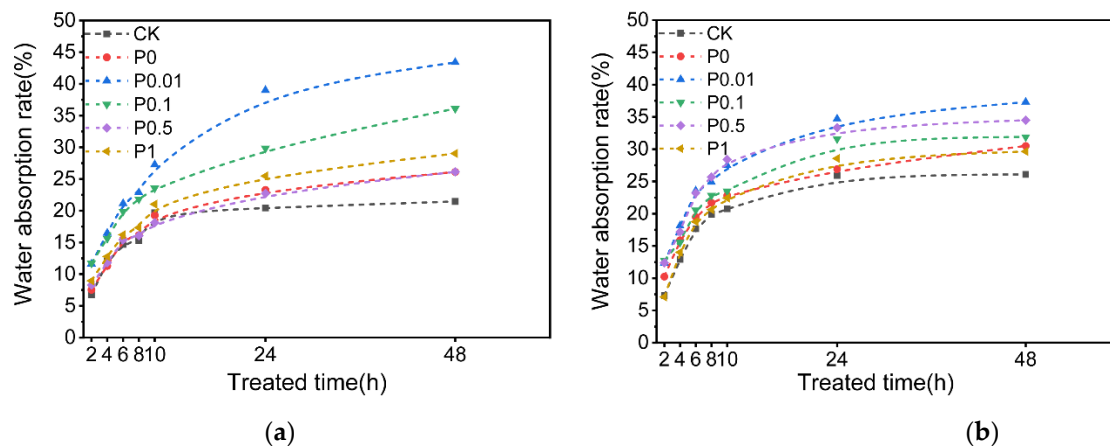 50
45
40
35
30
25
20
15
10
5
0
Water absorption rate(%)
CK
P0
P0.01
P0.1
P0.5
P1
2 4 6 8 10 24 48
Treated time(h)
(a)
50
45
40
35
30
25
20
15
10
5
0
Water absorption rate(%)
CK
P0
P0.01
P0.1
P0.5
P1
2 4 6 8 10 24 48
Treated time(h)
(b)